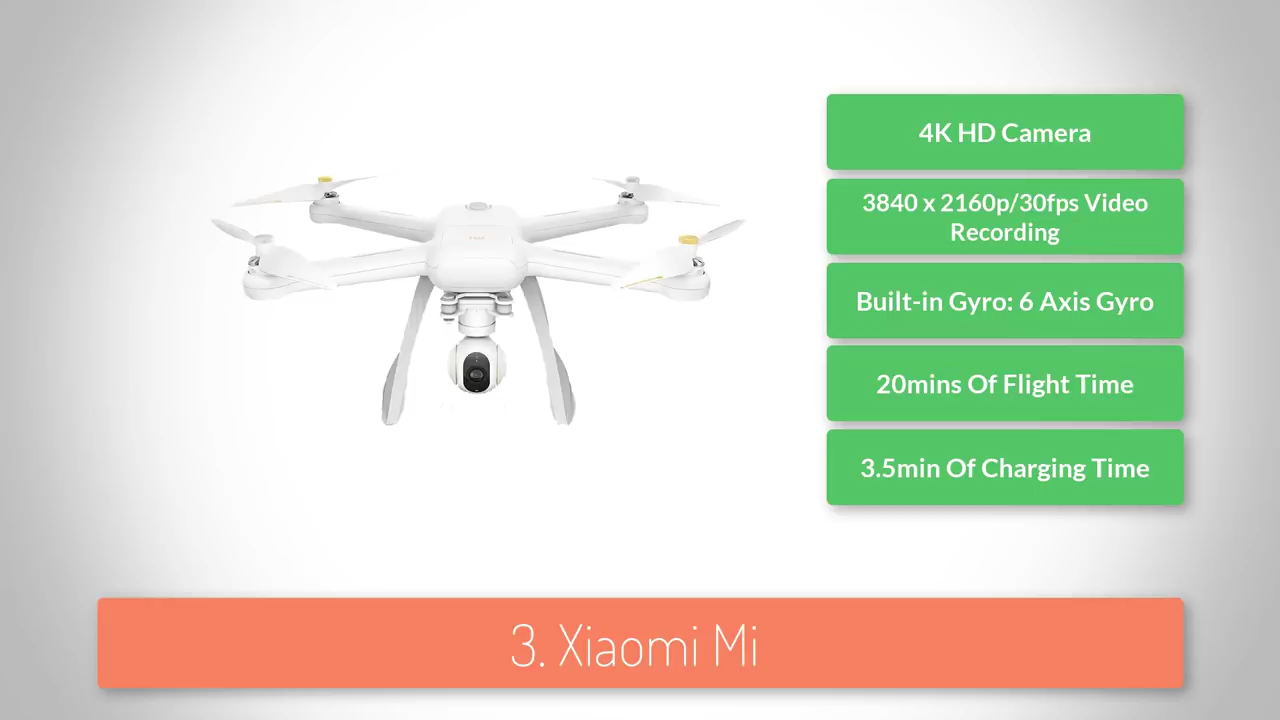 4K HD Camera
3840 x 2160p/30fps Video
Recording
Built-in Gyro: 6 Axis Gyro
20mins Of Flight Time
3.5min Of Charging Time
3. Xiaomi Mi